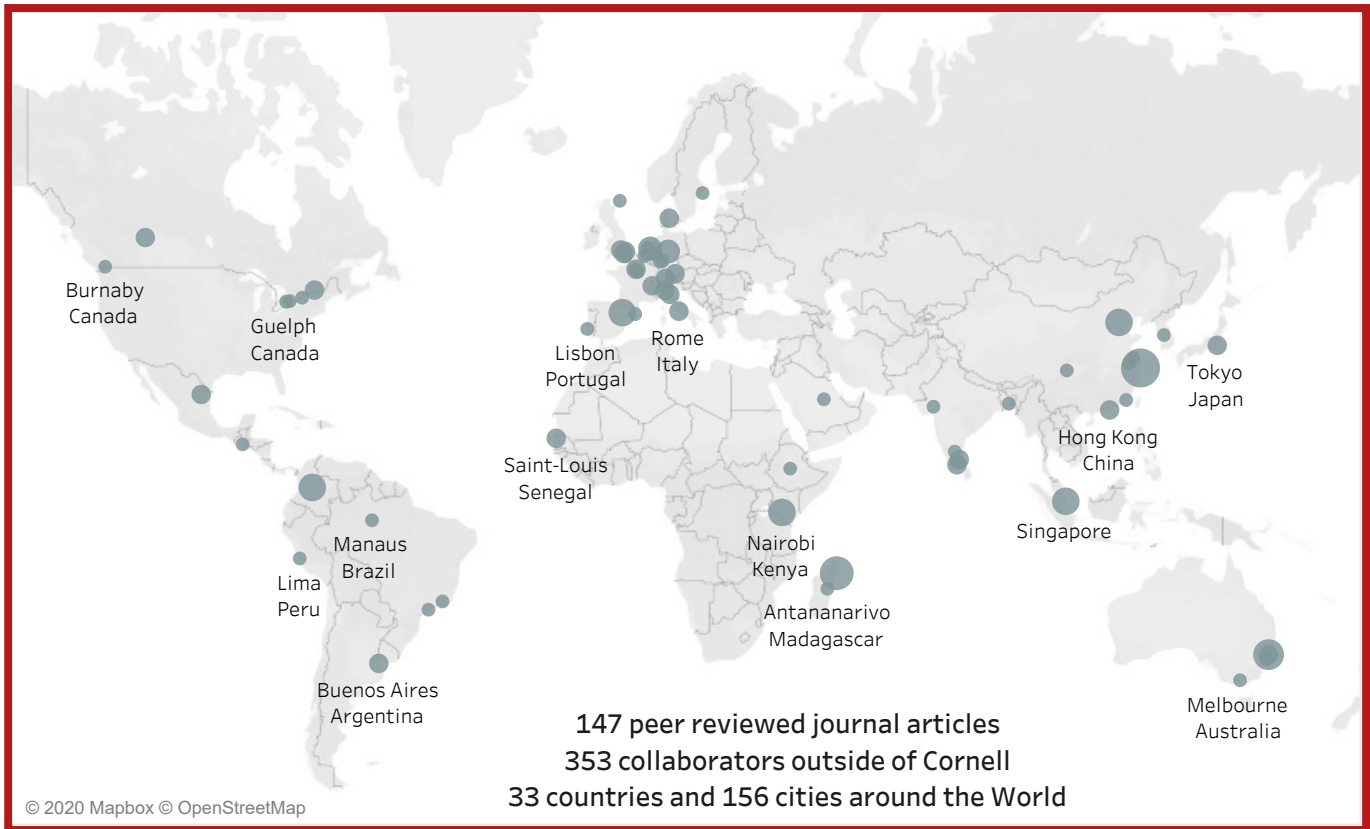 Burnaby
Canada
Guelph
Canada
Lisbon
Portugal
Rome
Italy
Tokyo
Japan
Hong Kong
China
Saint-Louis
Senegal
Singapore
Manaus
Brazil
Nairobi
Kenya
Lima
Peru
Antananarivo
Madagascar
Buenos Aires
Argentina
Melbourne
Australia
147 peer reviewed journal articles
353 collaborators outside of Cornell
33 countries and 156 cities around the World
© 2020 Mapbox © OpenStreetMap